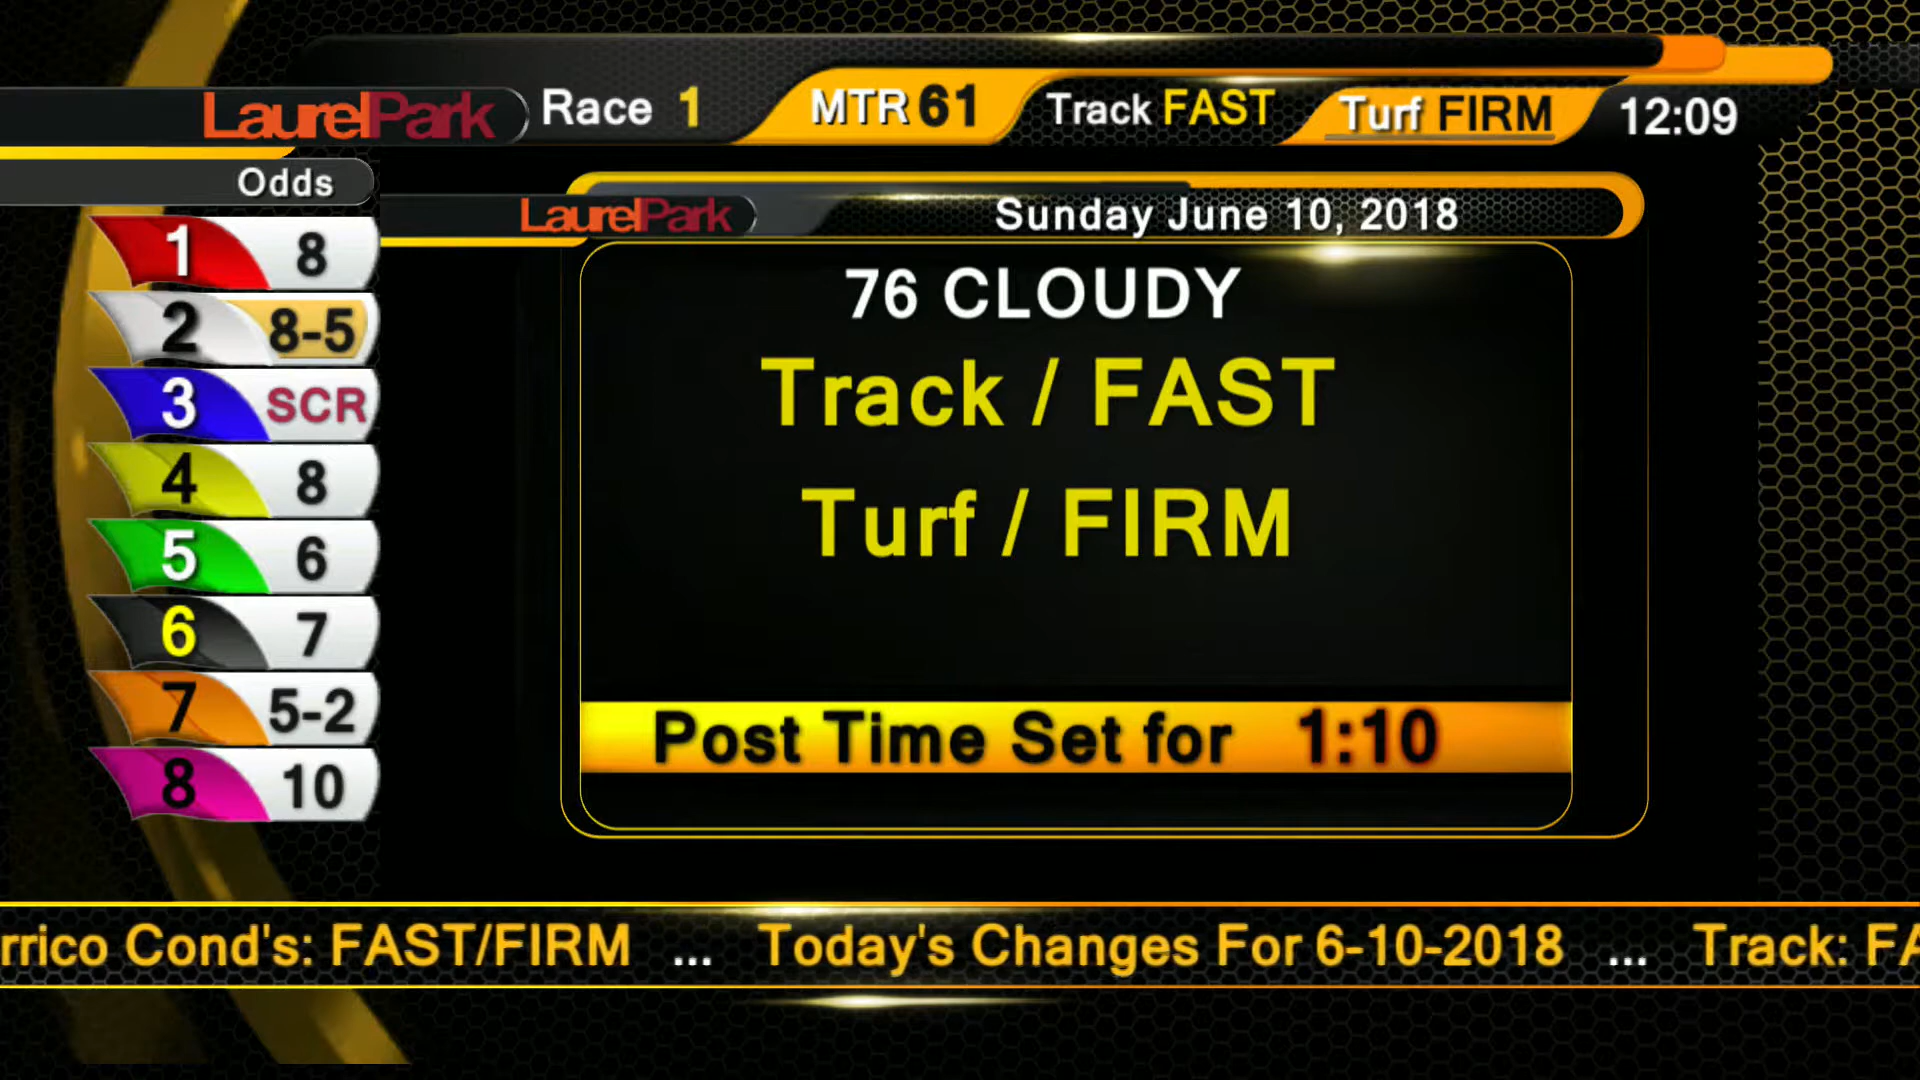 LaurelPark Race 1 MTR 61 Track FAST Turf FIRM 12:09
Odds
LaurelPark Sunday June 10, 2018
1 8
2 8-5
3 SCR
4 8
5 6
6 7
7 5-2
8 10
76 CLOUDY
Track / FAST
Turf / FIRM
Post Time Set for 1:10
rrico Cond's: FAST/FIRM ... Today's Changes For 6-10-2018 ... Track: FA